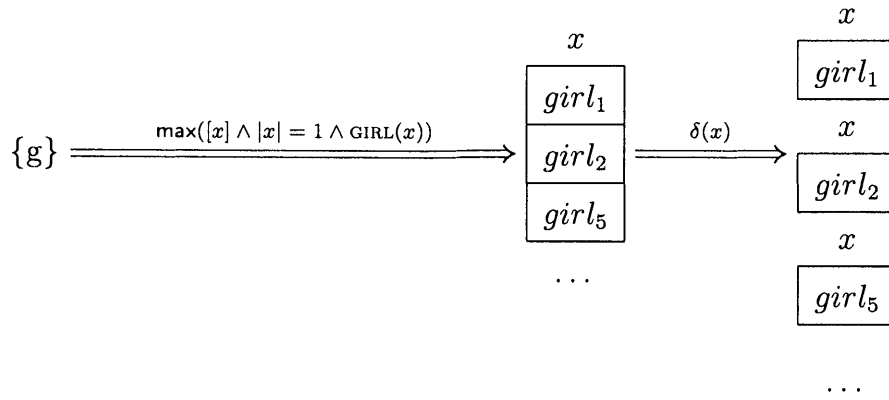 x
x
girl₁
girl₁
max([x] ∧ |x| = 1 ∧ GIRL(x))
δ(x)
x
{g}
girl₂
girl₂
girl₅
x
...
girl₅
...